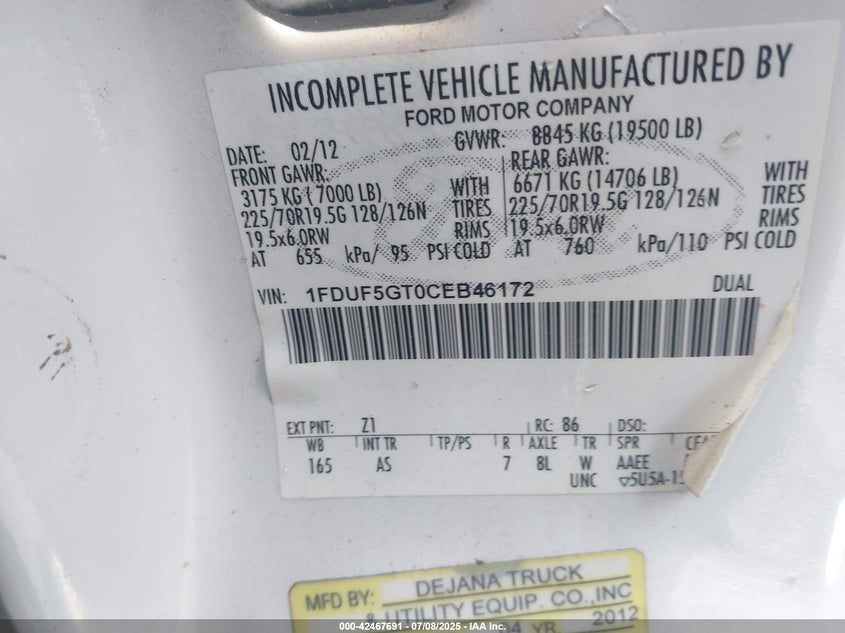 INCOMPLETE VEHICLE MANUFACTURED BY
FORD MOTOR COMPANY
DATE: 02/12 GVWR: 8845 KG (19500 LB)
FRONT GAWR: REAR GAWR:
3175 KG (7000 LB) WITH 6671 KG (14706 LB) WITH
225/70R19.5G 128/126N TIRES 225/70R19.5G 128/126N TIRES
19.5x6.0RW RIMS 19.5x6.0RW RIMS
AT 655 kPa/ 95 PSI COLD AT 760 kPa/110 PSI COLD
VIN: 1FDUF5GT0CEB46172 DUAL
EXT PNT: Z1 RC: 86 DSO:
WB INT TR TP/PS R AXLE TR SPR
165 AS 7 8L W AAEE
UNC ▽5U5A-15
MFD BY: DEJANA TRUCK
& UTILITY EQUIP. CO.,INC
YR 2012
000-42467691 - 07/08/2025 - IAAI.COM